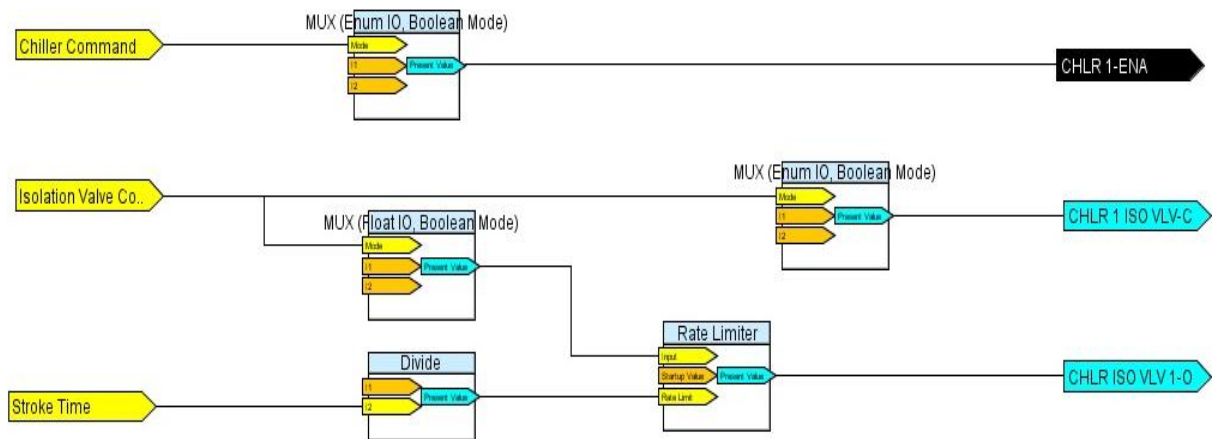 MUX (Enum IO, Boolean Mode)
Chiller Command
Mode
I1
Present Value
I2
CHLR 1-ENA
MUX (Enum IO, Boolean Mode)
Isolation Valve Co..
Mode
I1
Present Value
I2
CHLR 1 ISO VLV-C
MUX (Float IO, Boolean Mode)
Mode
I1
Present Value
I2
Rate Limiter
Input
Startup Value
Present Value
Rate Limit
CHLR ISO VLV 1-O
Divide
I1
Present Value
I2
Stroke Time